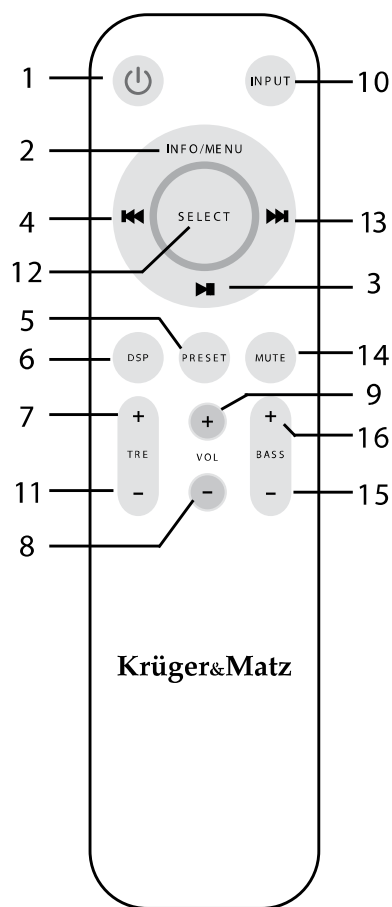 1 INPUT 10
2 INFO/MENU
4 SELECT 13
12 3
5
6 DSP PRESET MUTE 14
9
7 + + + 16
TRE VOL BASS
11 - - - 15
8
Krüger&Matz